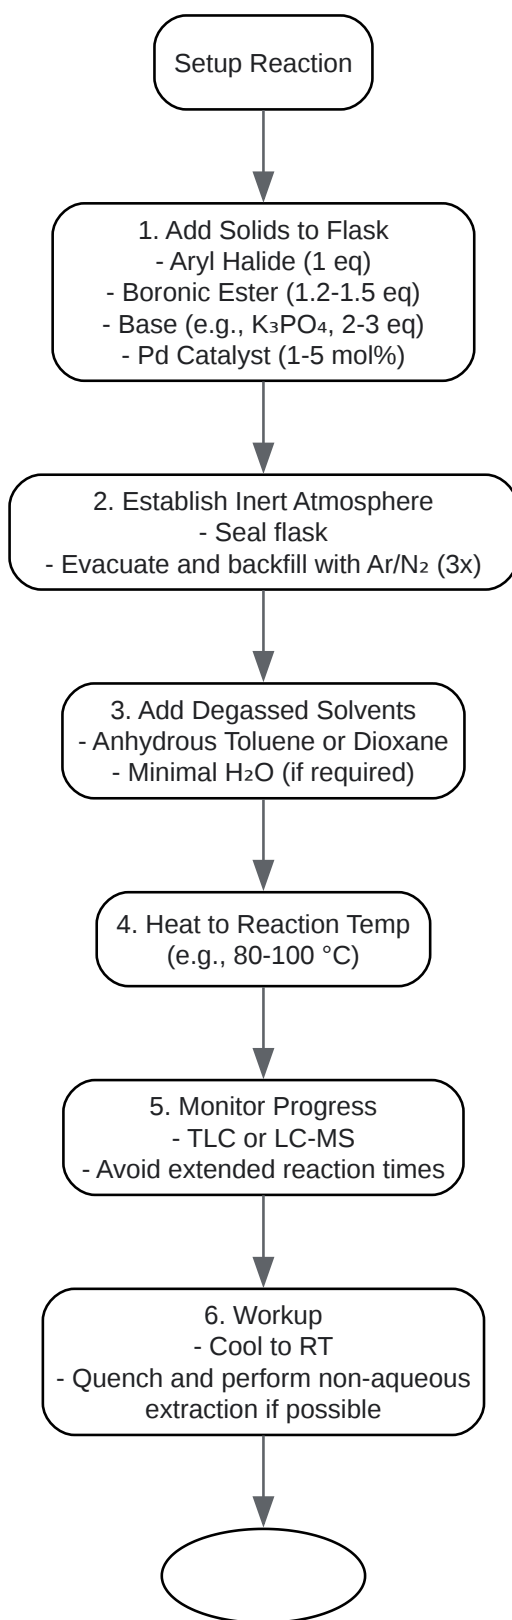 Setup Reaction
1. Add Solids to Flask
- Aryl Halide (1 eq)
- Boronic Ester (1.2-1.5 eq)
- Base (e.g., K₃PO₄, 2-3 eq)
- Pd Catalyst (1-5 mol%)
2. Establish Inert Atmosphere
- Seal flask
- Evacuate and backfill with Ar/N₂ (3x)
3. Add Degassed Solvents
- Anhydrous Toluene or Dioxane
- Minimal H₂O (if required)
4. Heat to Reaction Temp
(e.g., 80-100 °C)
5. Monitor Progress
- TLC or LC-MS
- Avoid extended reaction times
6. Workup
- Cool to RT
- Quench and perform non-aqueous
extraction if possible